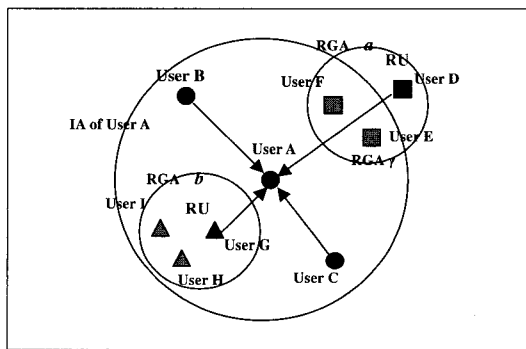 RGA a
RU
User B
User F
User D
IA of User A
User A
User E
RGA
RGA b
User I
RU
User G
User H
User C